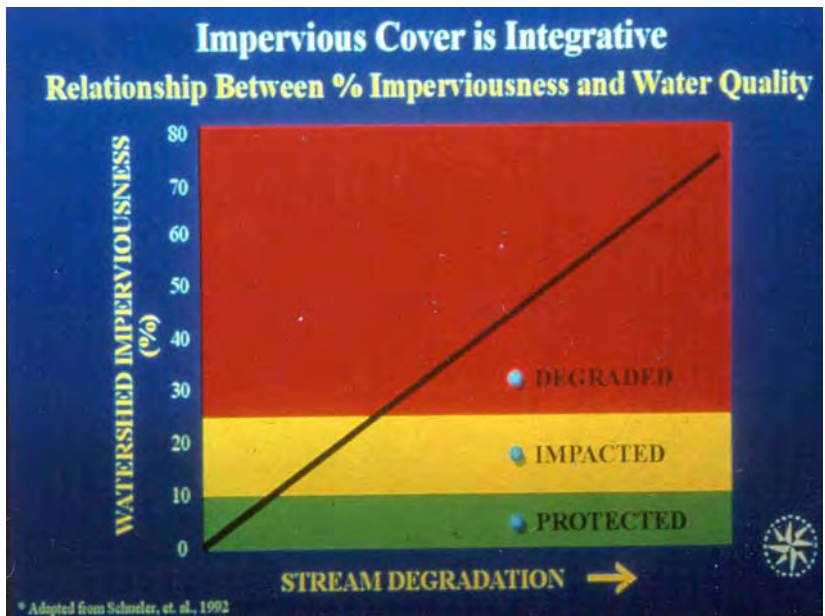 Impervious Cover is Integrative
Relationship Between % Imperviousness and Water Quality
WATERSHED IMPERVIOUSNESS
(%)
80
70
60
50
40
30
20
10
0
DEGRADED
IMPACTED
PROTECTED
STREAM DEGRADATION
* Adapted from Schueler, et. al., 1992